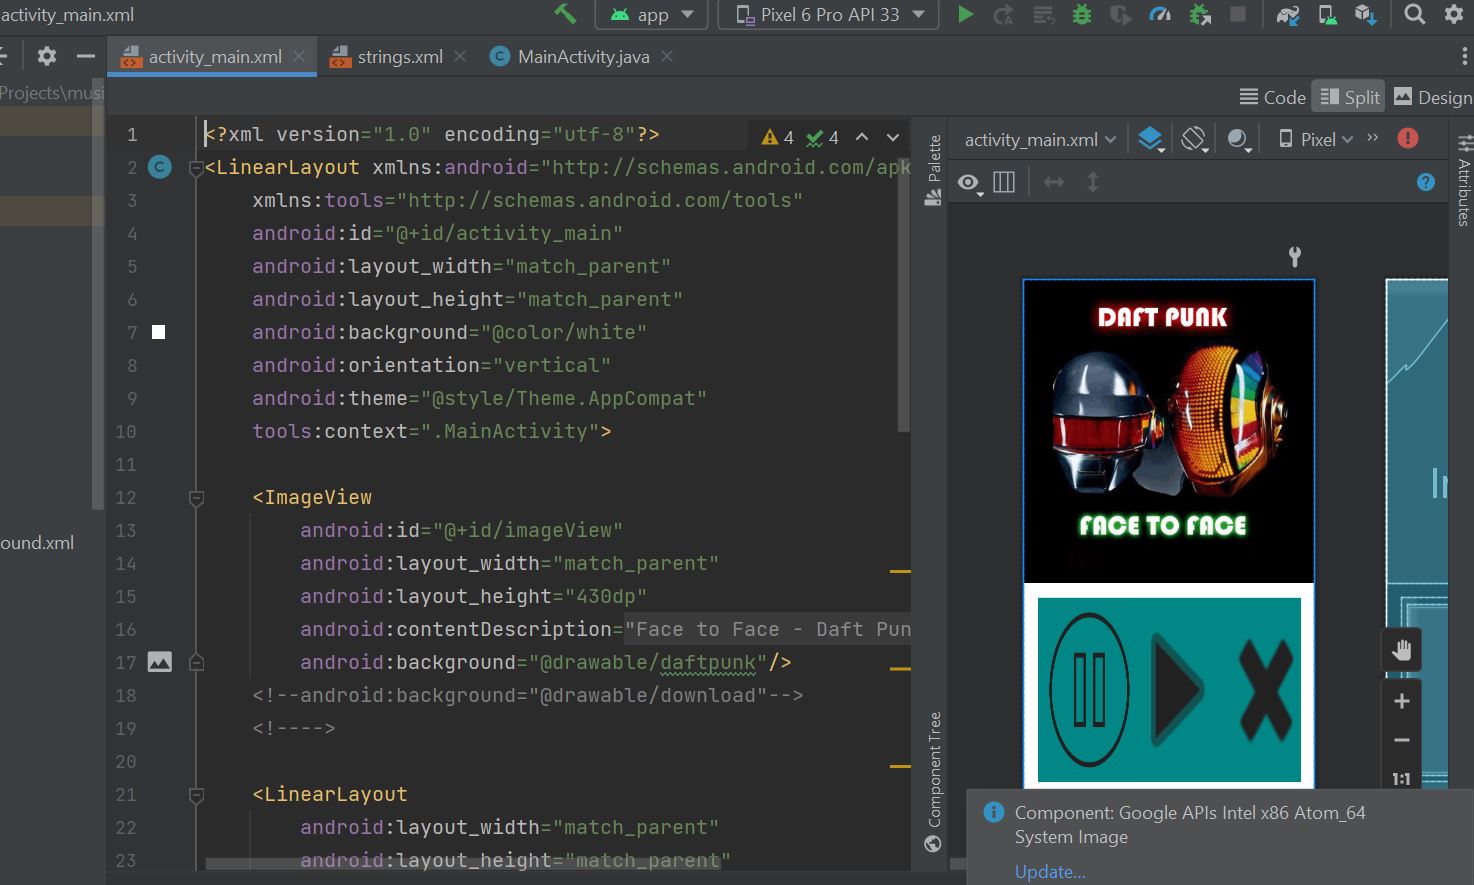 activity_main.xml
app
Pixel 6 Pro API 33
activity_main.xml
strings.xml
MainActivity.java
Code
Split
Design
1 <?xml version="1.0" encoding="utf-8"?>
2 <LinearLayout xmlns:android="http://schemas.android.com/apk
3 xmlns:tools="http://schemas.android.com/tools"
4 android:id="@+id/activity_main"
5 android:layout_width="match_parent"
6 android:layout_height="match_parent"
7 android:background="@color/white"
8 android:orientation="vertical"
9 android:theme="@style/Theme.AppCompat"
10 tools:context=".MainActivity">
11
12 <ImageView
13 android:id="@+id/imageView"
14 android:layout_width="match_parent"
15 android:layout_height="430dp"
16 android:contentDescription="Face to Face - Daft Pun
17 android:background="@drawable/daftpunk"/>
18 <!--android:background="@drawable/download"-->
19 <!---->
20
21 <LinearLayout
22 android:layout_width="match_parent"
23 android:layout_height="match_parent"
4
4
Projects\musi
ound.xml
Palette
Component Tree
activity_main.xml
Pixel
Attributes
DAFT PUNK
FACE TO FACE
1:1
Component: Google APIs Intel x86 Atom_64
System Image
Update...